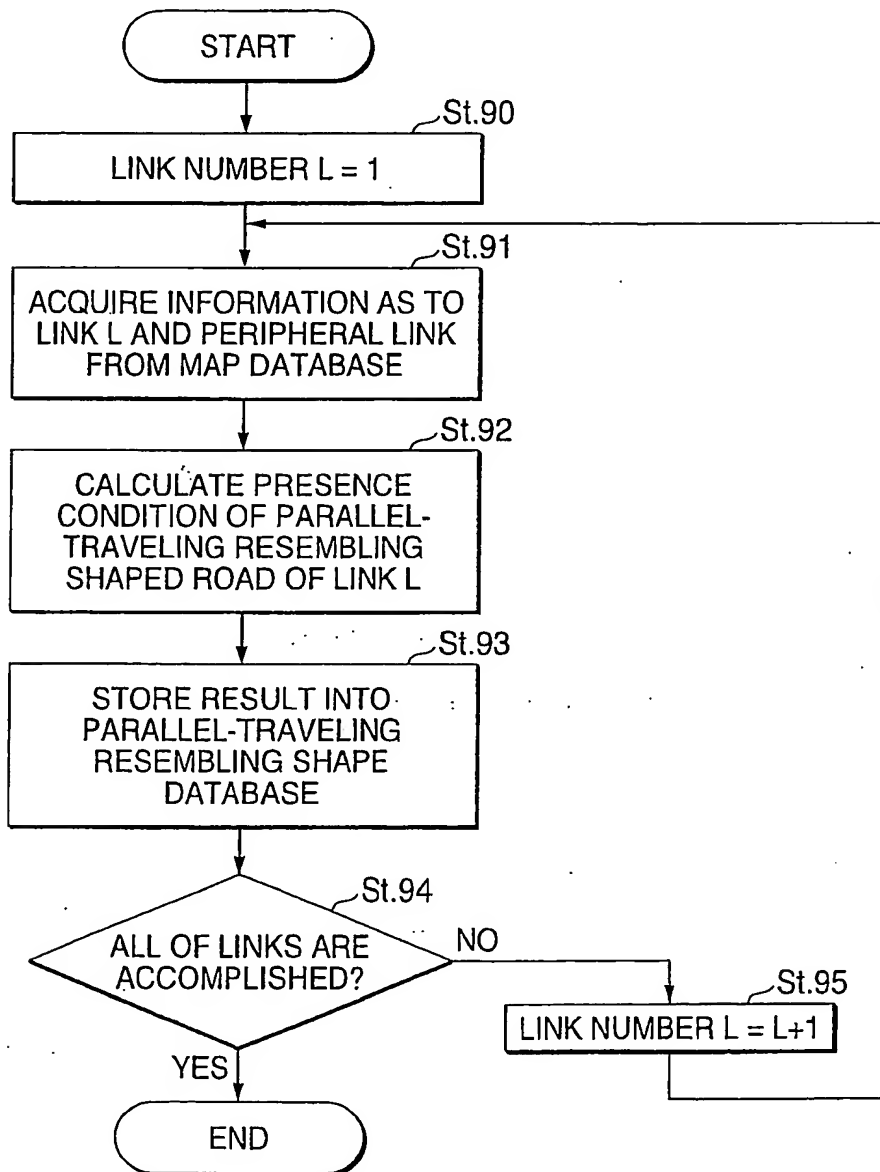 START
St.90
LINK NUMBER L = 1
St.91
ACQUIRE INFORMATION AS TO
LINK L AND PERIPHERAL LINK
FROM MAP DATABASE
St.92
CALCULATE PRESENCE
CONDITION OF PARALLEL-
TRAVELING RESEMBLING
SHAPED ROAD OF LINK L
St.93
STORE RESULT INTO
PARALLEL-TRAVELING
RESEMBLING SHAPE
DATABASE
St.94
ALL OF LINKS ARE
ACCOMPLISHED?
NO
St.95
LINK NUMBER L = L+1
YES
END